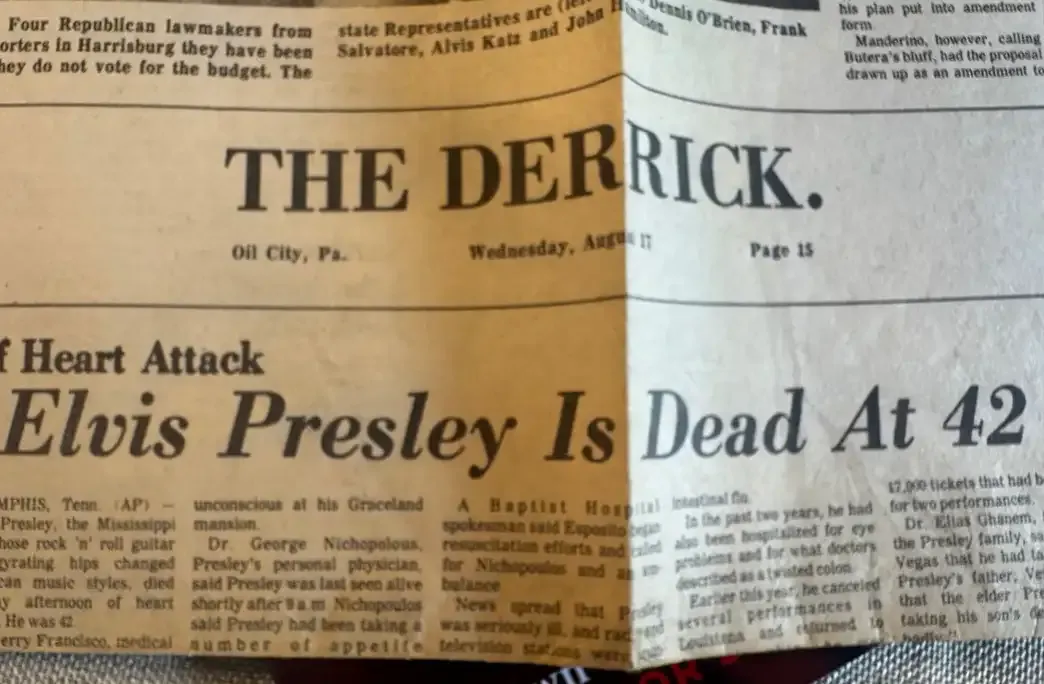 Four Republican lawmakers from
orters in Harrisburg they have been
hey do not vote for the budget. The
state Representatives are
Salvatore, Alvis Katz and John
Dennis O'Brien, Frank
his plan put into amendment
form.
Manderino, however, calling
Butera's bluff, had the proposal
drawn up as an amendment to
THE DERRICK.
Oil City, Pa.
Wednesday, August 17
Page 15
f Heart Attack
Elvis Presley Is Dead At 42
MPHIS, Tenn. (AP) —
Presley, the Mississippi
hose rock 'n' roll guitar
gyrating hips changed
can music styles, died
y afternoon of heart
He was 42.
erry Francisco, medical
unconscious at his Graceland
mansion.
Dr. George Nichopolous,
Presley's personal physician,
said Presley was last seen alive
shortly after 9 a.m. Nichopoulos
said Presley had been taking a
number of appetite
A Baptist Hospital
spokesman said Esposito began
resuscitation efforts and called
for Nichopoulos and an am-
bulance
News spread that Presley
was seriously ill, and radio and
television stations were
intestinal flu.
In the past two years, he had
also been hospitalized for eye
problems and for what doctors
described as a twisted colon.
Earlier this year, he canceled
several performances in
Louisiana and returned to
17,000 tickets that had b
for two performances.
Dr. Elias Ghanem,
the Presley family, sa
Vegas that he had ta
Presley's father, Ve
that the elder Pre
taking his son's de
badly."